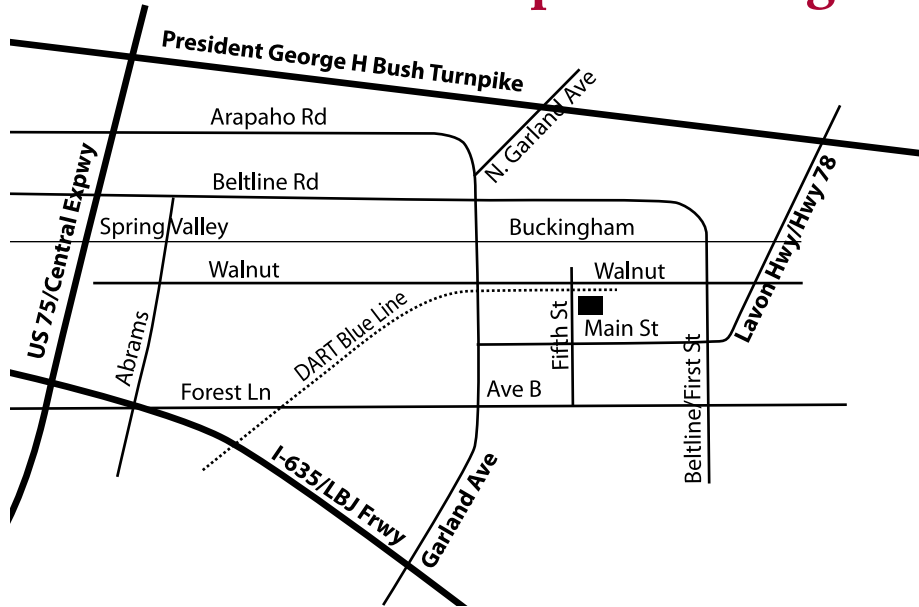 President George H Bush Turnpike
N. Garland Ave
Arapaho Rd
Beltline Rd
US 75/Central Expwy
Lavon Hwy/Hwy 78
Spring Valley
Buckingham
Walnut
Walnut
DART Blue Line
Fifth St
Main St
Abrams
Beltline/First St
Forest Ln
Ave B
I-635/LBJ Frwy
Garland Ave